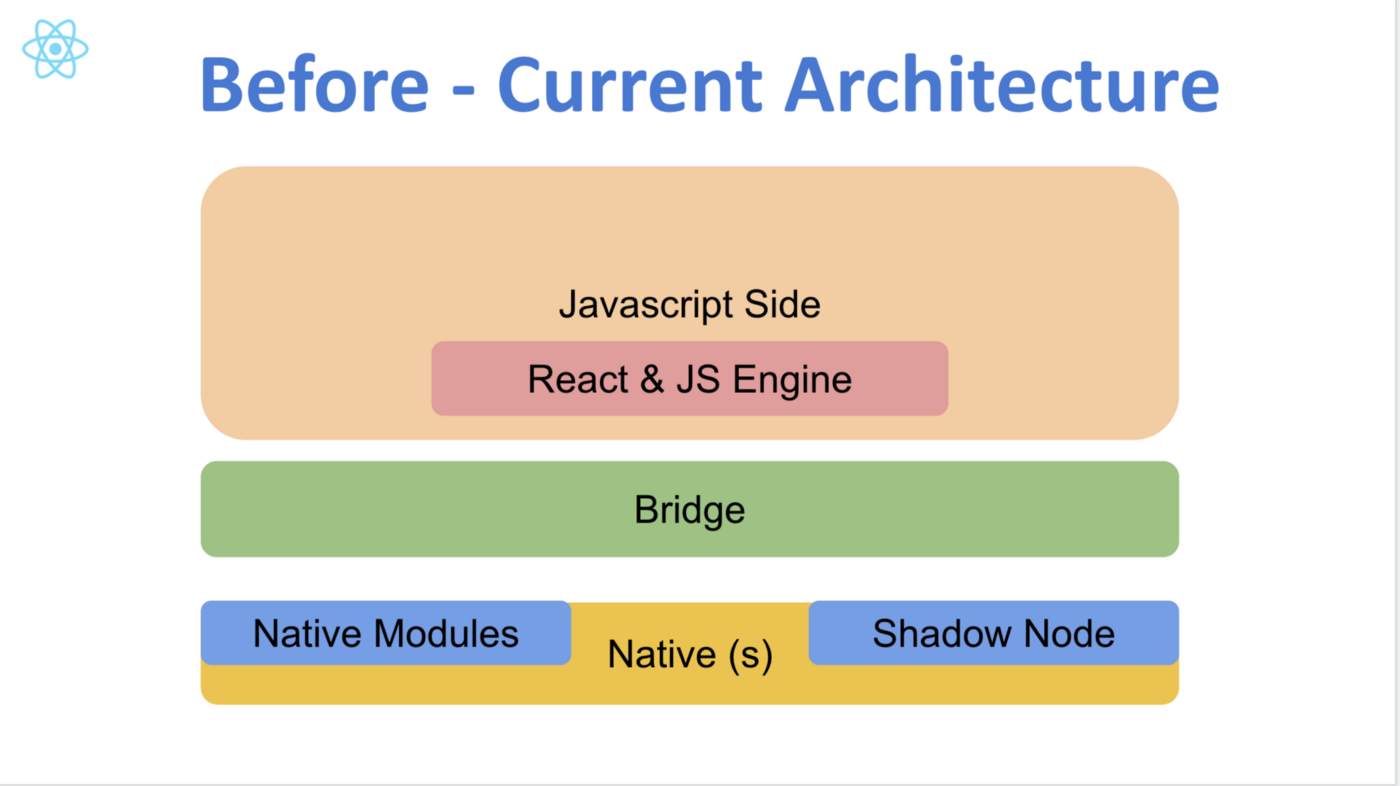 Before - Current Architecture
Javascript Side
React & JS Engine
Bridge
Native Modules
Native (s)
Shadow Node